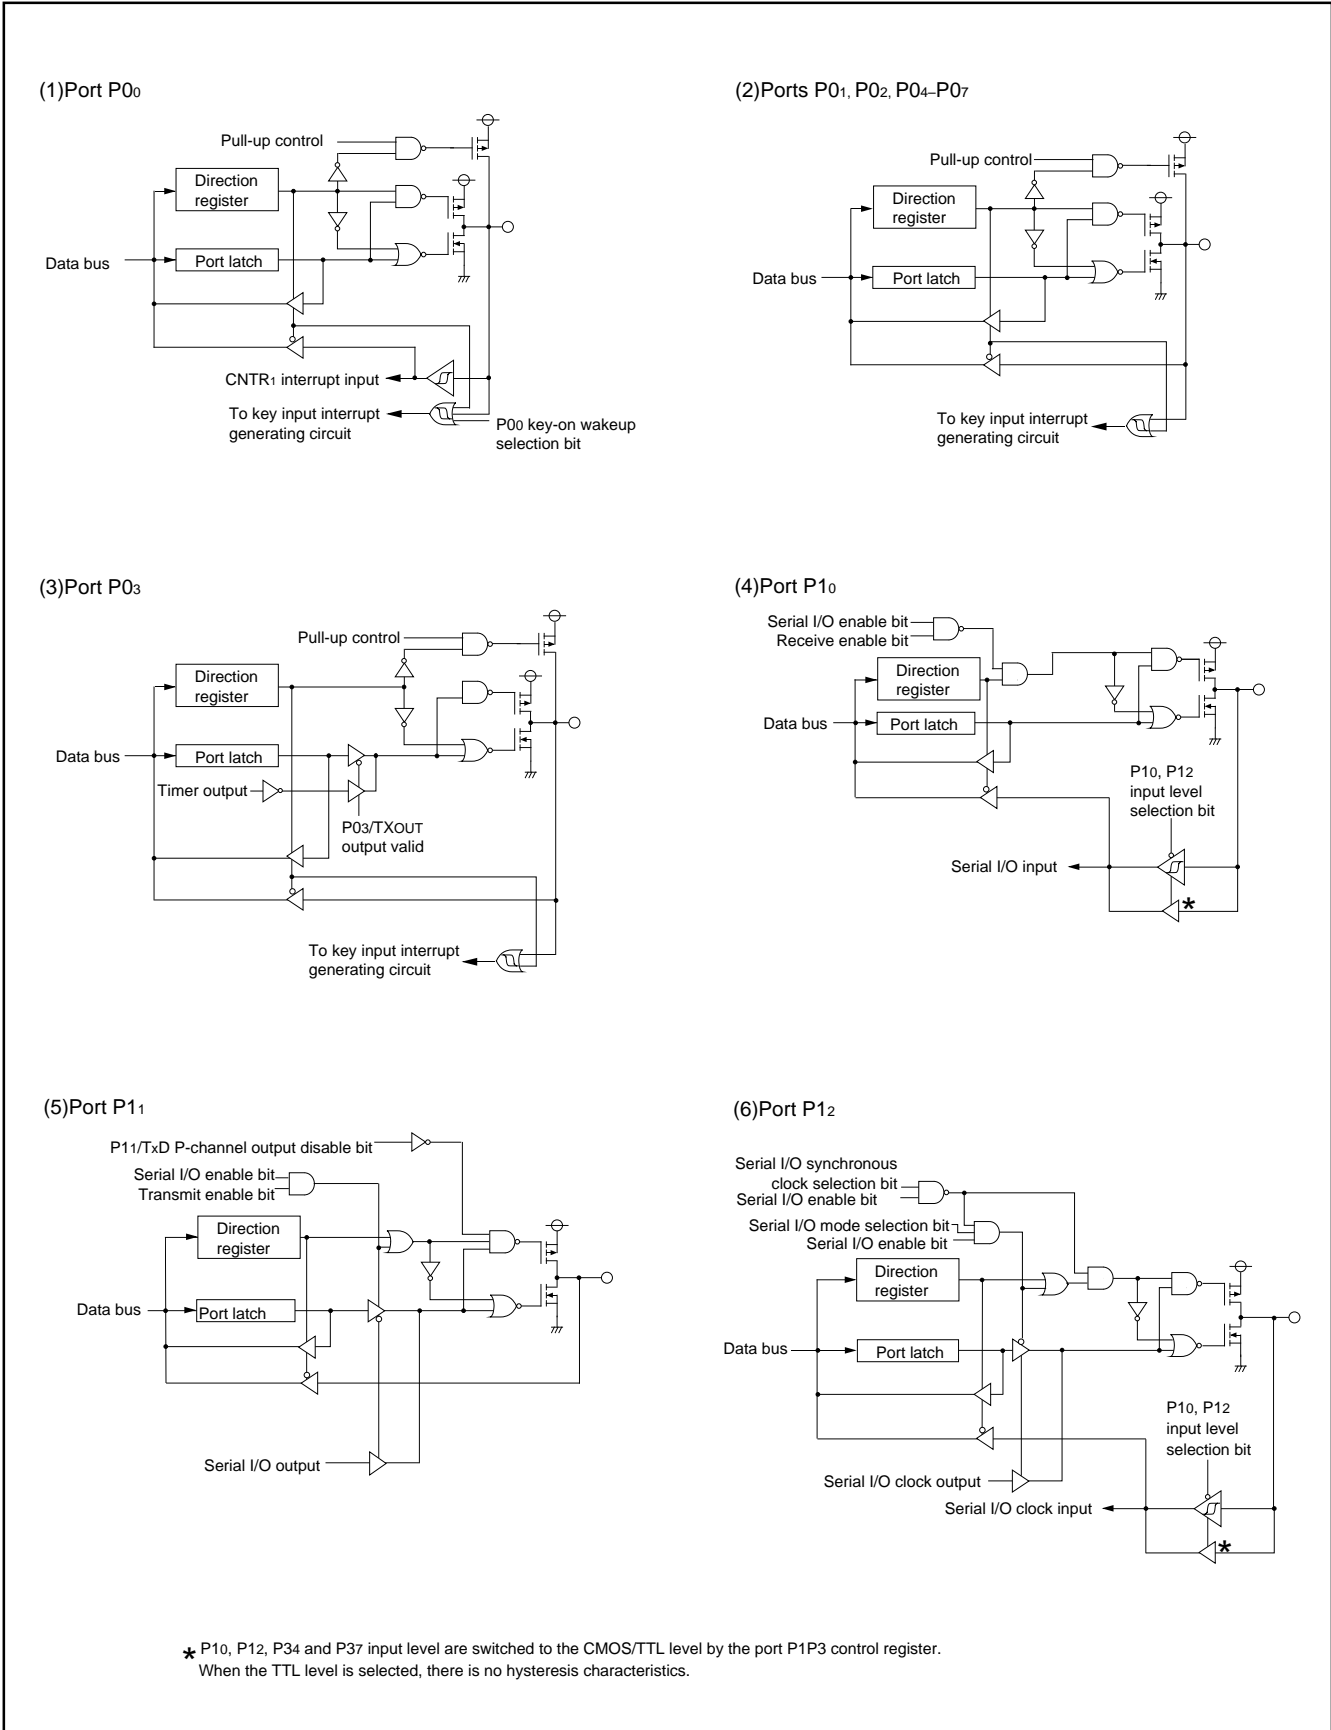 (1)Port P00
Pull-up control
Direction
register
Data bus
Port latch
CNTR1 interrupt input
To key input interrupt
generating circuit
P00 key-on wakeup
selection bit
(2)Ports P01, P02, P04–P07
Pull-up control
Direction
register
Data bus
Port latch
To key input interrupt
generating circuit
(3)Port P03
Pull-up control
Direction
register
Data bus
Port latch
Timer output
P03/TXOUT
output valid
To key input interrupt
generating circuit
(4)Port P10
Serial I/O enable bit
Receive enable bit
Direction
register
Data bus
Port latch
P10, P12
input level
selection bit
Serial I/O input
*
(5)Port P11
P11/TxD P-channel output disable bit
Serial I/O enable bit
Transmit enable bit
Direction
register
Data bus
Port latch
Serial I/O output
(6)Port P12
Serial I/O synchronous
clock selection bit
Serial I/O enable bit
Serial I/O mode selection bit
Serial I/O enable bit
Direction
register
Data bus
Port latch
P10, P12
input level
selection bit
Serial I/O clock output
Serial I/O clock input
*
* P10, P12, P34 and P37 input level are switched to the CMOS/TTL level by the port P1P3 control register.
When the TTL level is selected, there is no hysteresis characteristics.